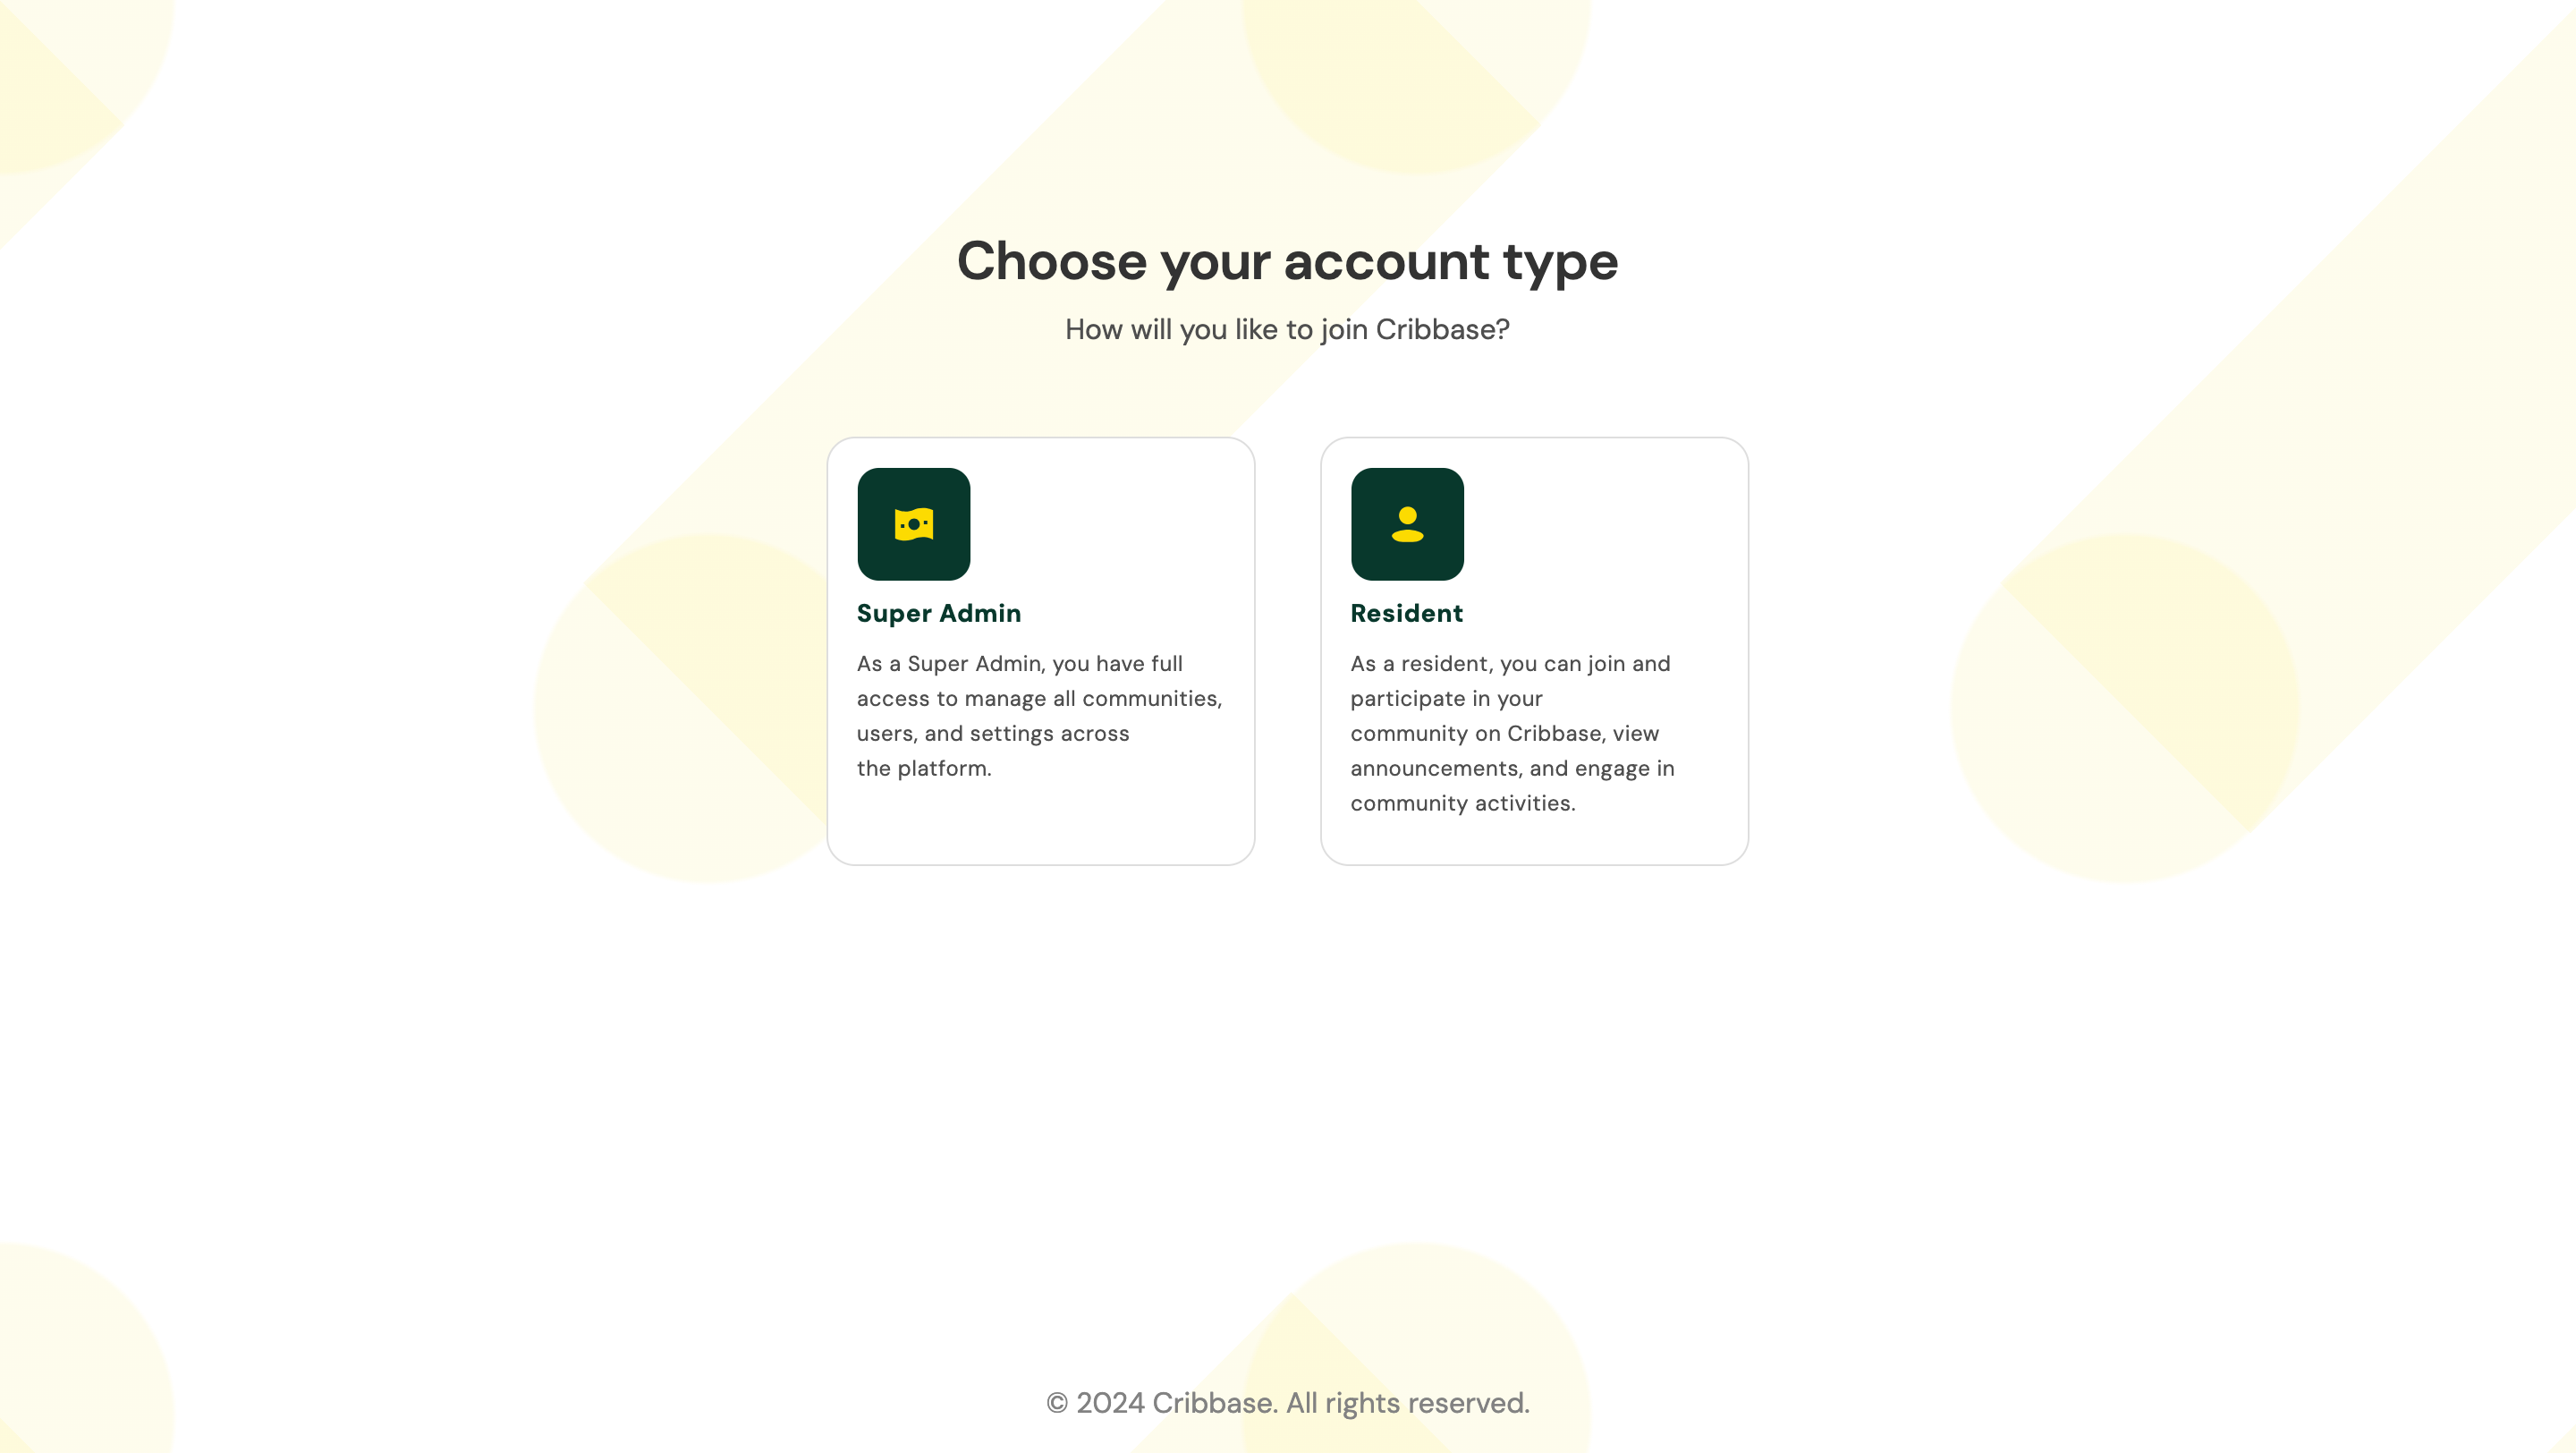 Choose your account type
How will you like to join Cribbase?
Super Admin
As a Super Admin, you have full
access to manage all communities,
users, and settings across
the platform.
Resident
As a resident, you can join and
participate in your
community on Cribbase, view
announcements, and engage in
community activities.
© 2024 Cribbase. All rights reserved.